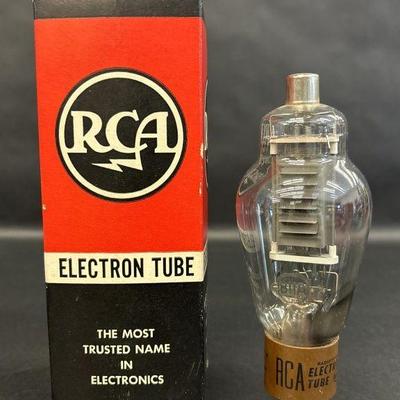 RCA
ELECTRON TUBE
THE MOST
TRUSTED NAME
IN
ELECTRONICS
RCA
ELECTRON
TUBE